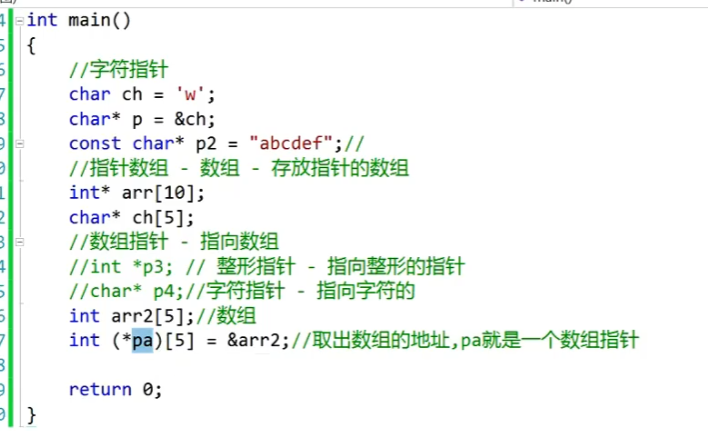 int main()
{
//字符指针
char ch = 'w';
char* p = &ch;
const char* p2 = "abcdef";//
//指针数组 - 数组 - 存放指针的数组
int* arr[10];
char* ch[5];
//数组指针 - 指向数组
//int *p3; // 整形指针 - 指向整形的指针
//char* p4;//字符指针 - 指向字符的
int arr2[5];//数组
int (*pa)[5] = &arr2;//取出数组的地址,pa就是一个数组指针
return 0;
}